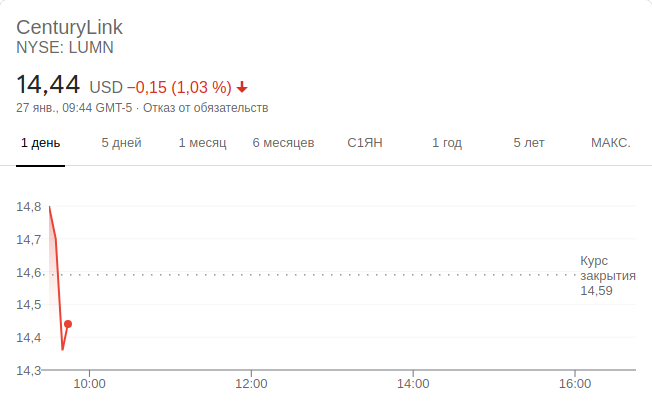 CenturyLink
NYSE: LUMN
14,44 USD −0,15 (1,03 %)
27 янв., 09:44 GMT-5 · Отказ от обязательств
1 день 5 дней 1 месяц 6 месяцев С1ЯН 1 год 5 лет МАКС.
14,8
14,7
14,6
14,5
14,4
14,3
Курс
закрытия
14,59
10:00 12:00 14:00 16:00